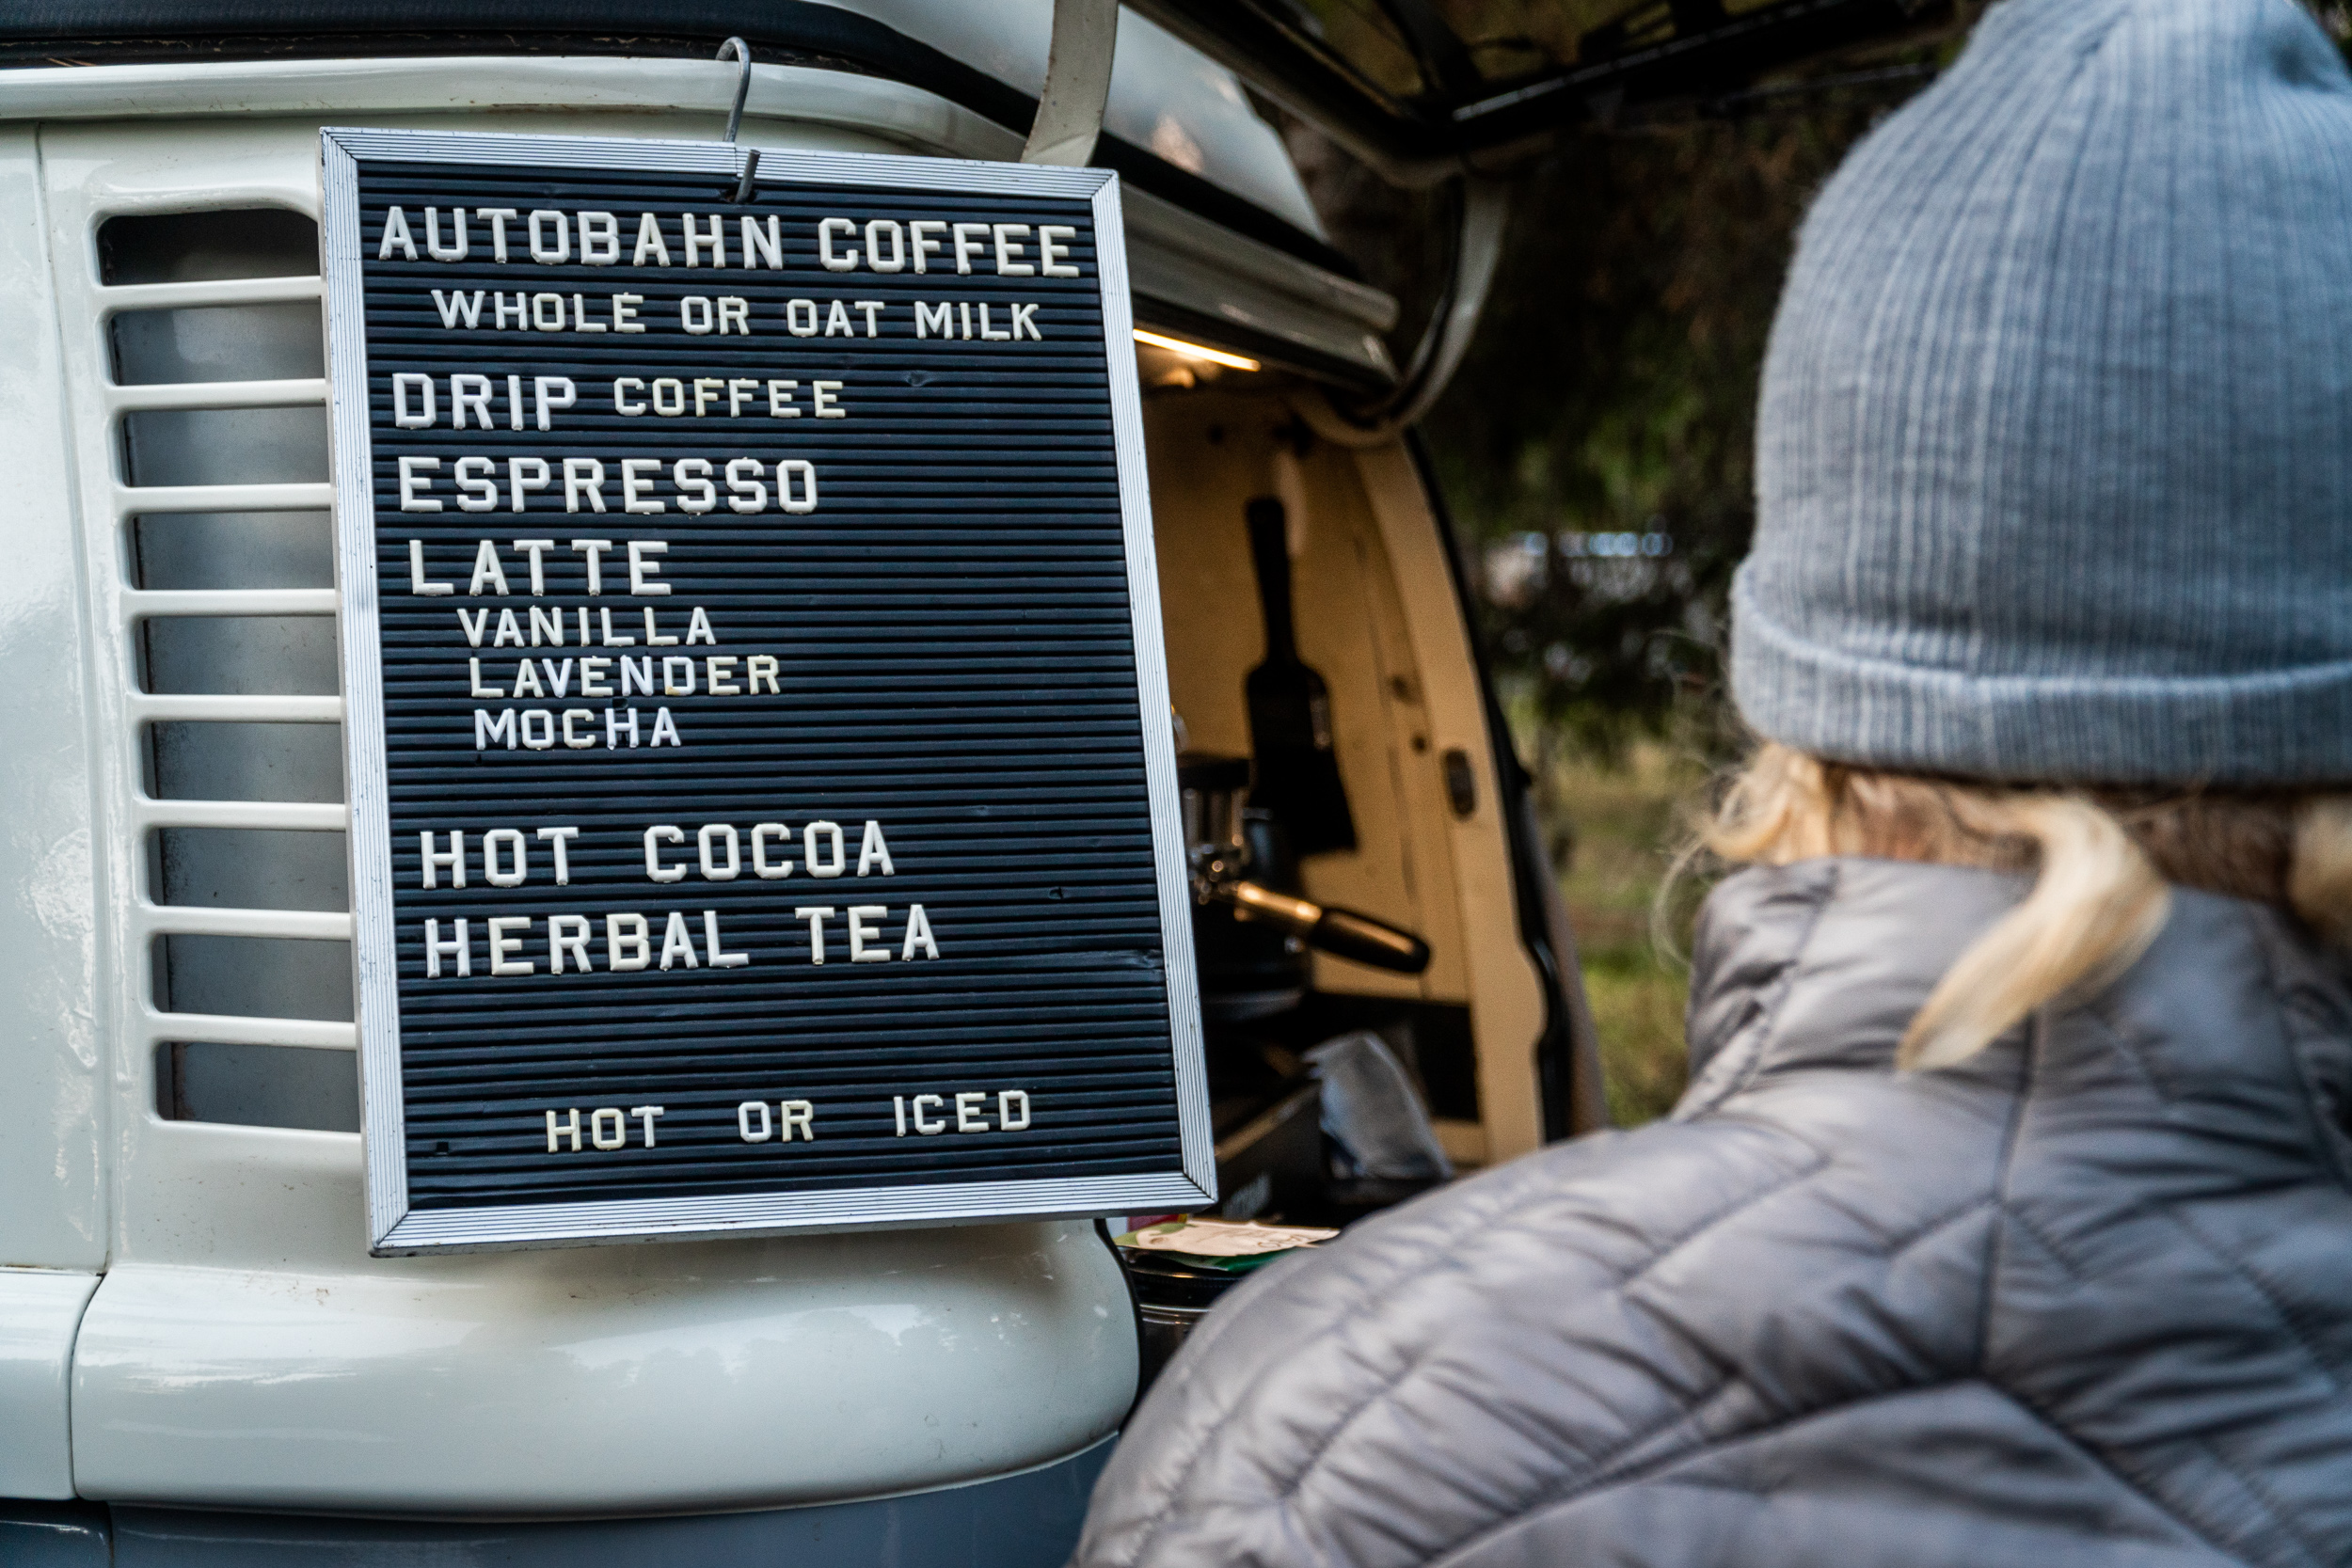 AUTOBAHN COFFEE
WHOLE OR OAT MILK
DRIP COFFEE
ESPRESSO
LATTE
VANILLA
LAVENDER
MOCHA
HOT COCOA
HERBAL TEA
HOT OR ICED